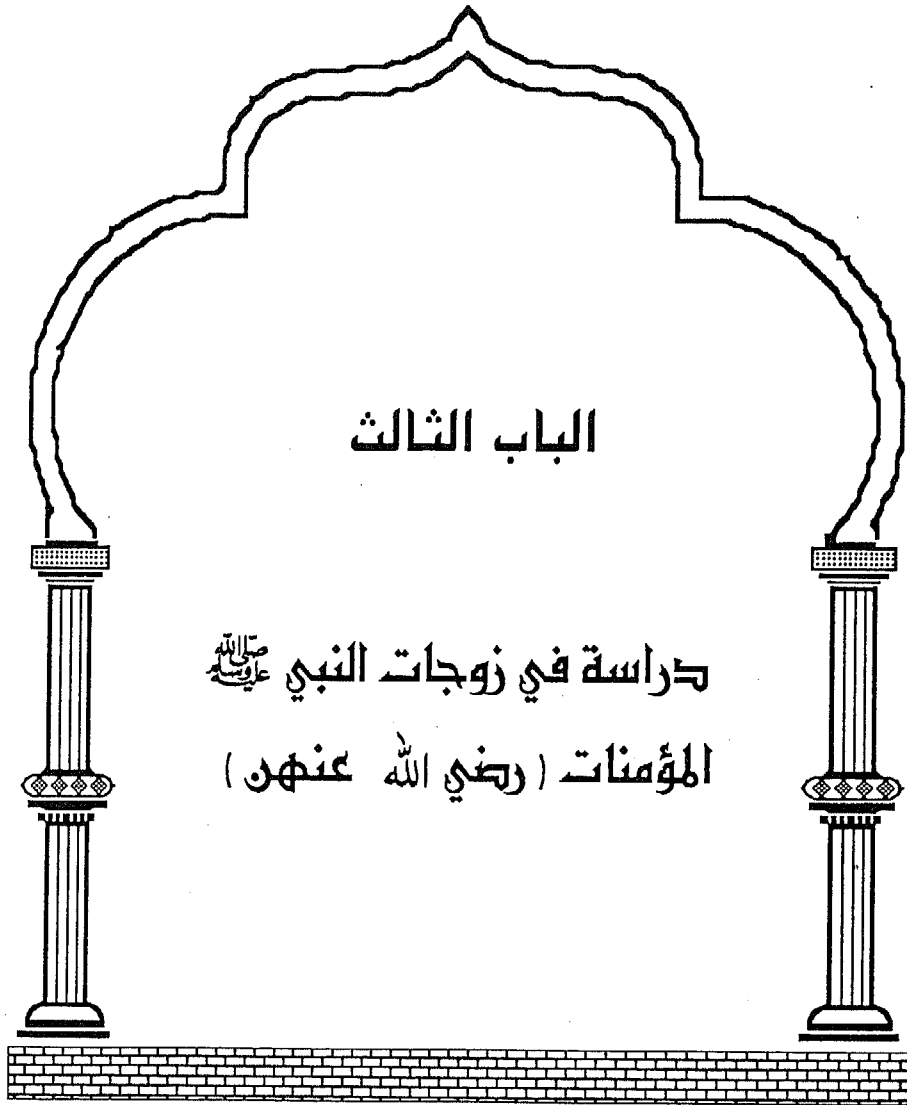 الباب الثالث
دراسة في زوجات النبي ﷺ
المؤمنات ( رضي الله عنهن )